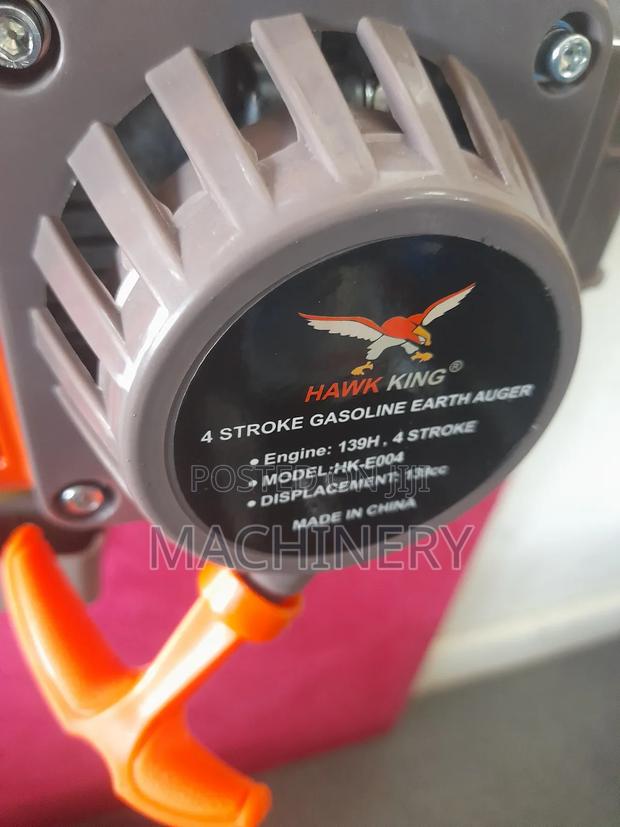 HAWK KING®
4 STROKE GASOLINE EARTH AUGER
• Engine: 139H . 4 STROKE
• MODEL:HK-E004
• DISPLACEMENT:
MADE IN CHINA
POSTED ON JIJI
MACHINERY